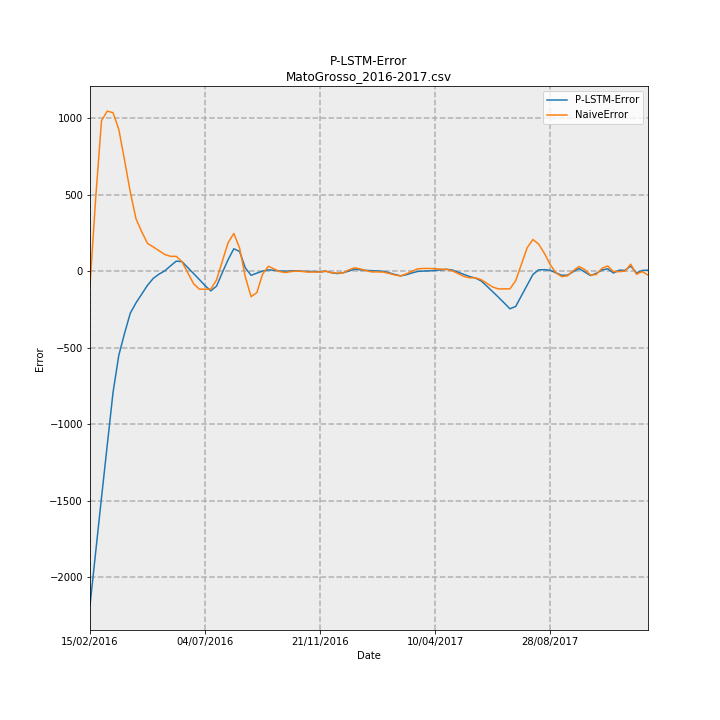 P-LSTM-Error
MatoGrosso_2016-2017.csv
P-LSTM-Error
NaiveError
1000
500
0
−500
−1000
−1500
−2000
Error
15/02/2016
04/07/2016
21/11/2016
10/04/2017
28/08/2017
Date